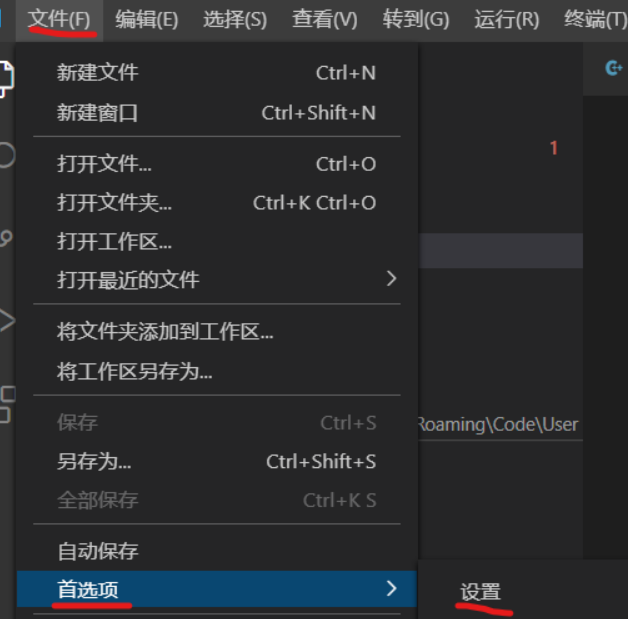 文件(F) 编辑(E) 选择(S) 查看(V) 转到(G) 运行(R) 终端(T)
新建文件 Ctrl+N
新建窗口 Ctrl+Shift+N
1
打开文件... Ctrl+O
打开文件夹... Ctrl+K Ctrl+O
打开工作区...
打开最近的文件
将文件夹添加到工作区...
将工作区另存为...
保存 Ctrl+S
Roaming\Code\User
另存为... Ctrl+Shift+S
全部保存 Ctrl+K S
自动保存
首选项
设置